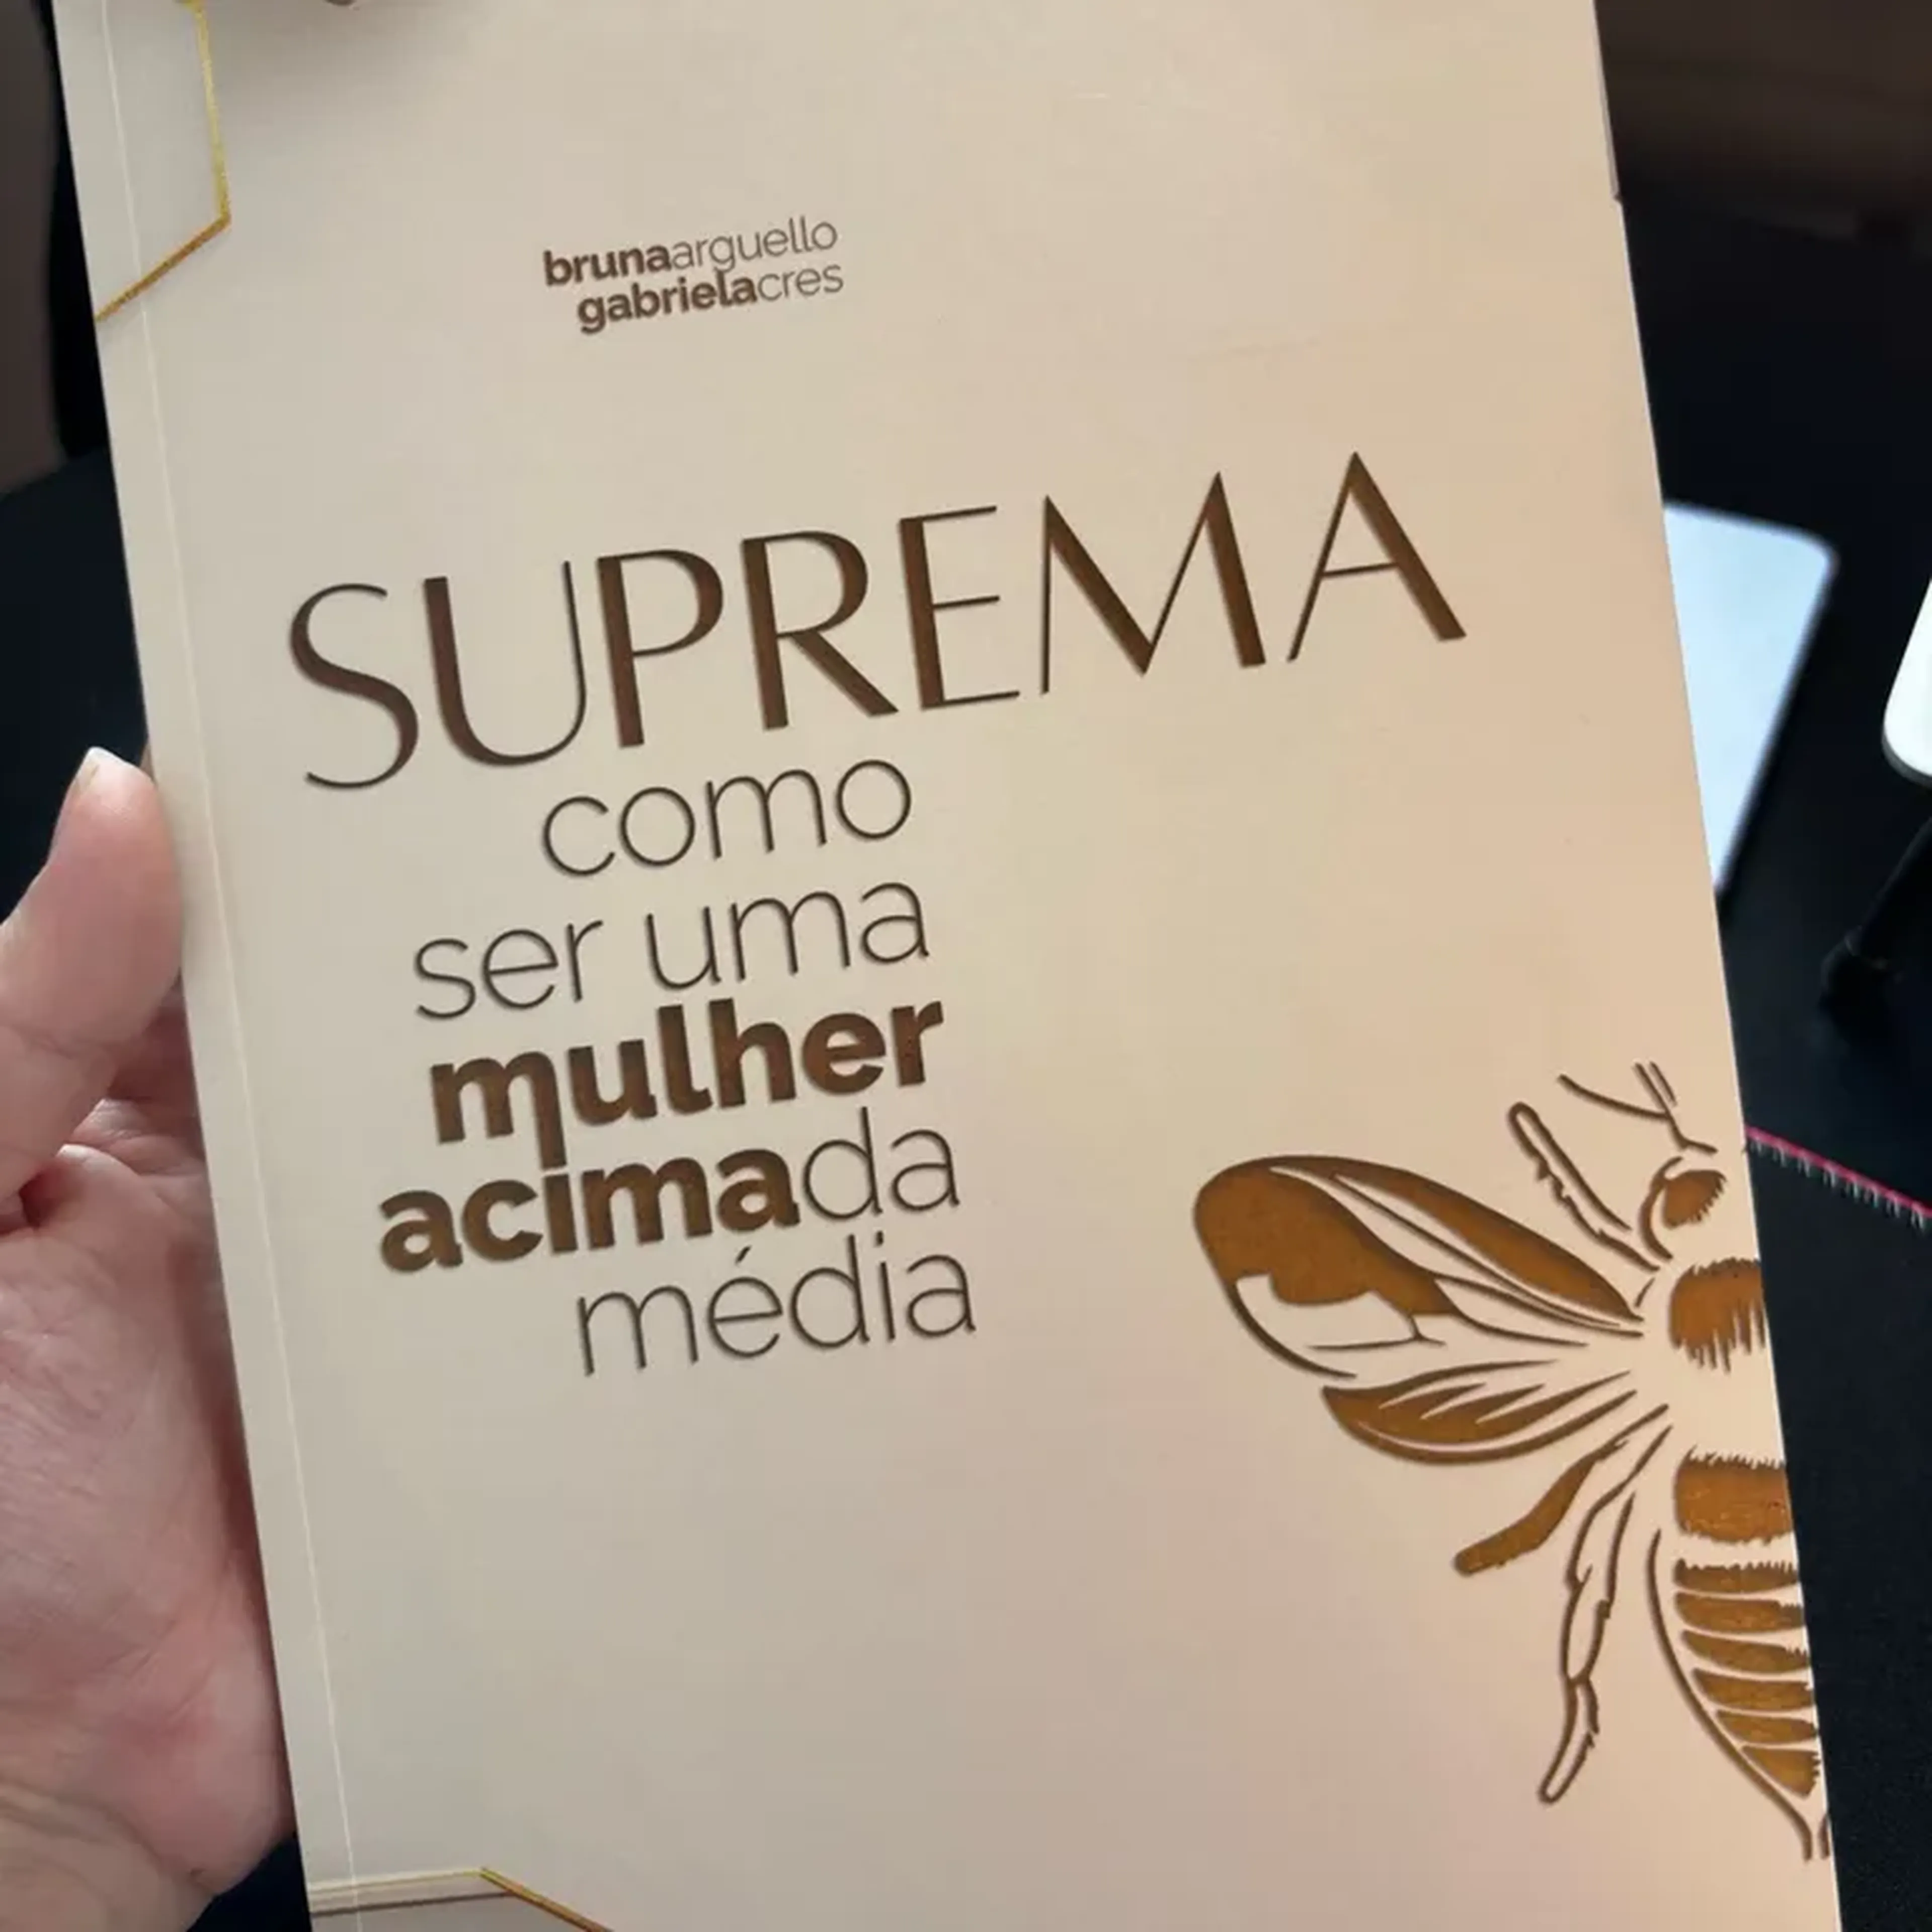 brunaarguello
gabrielacres
SUPREMA
como
ser uma
mulher
acimada
média